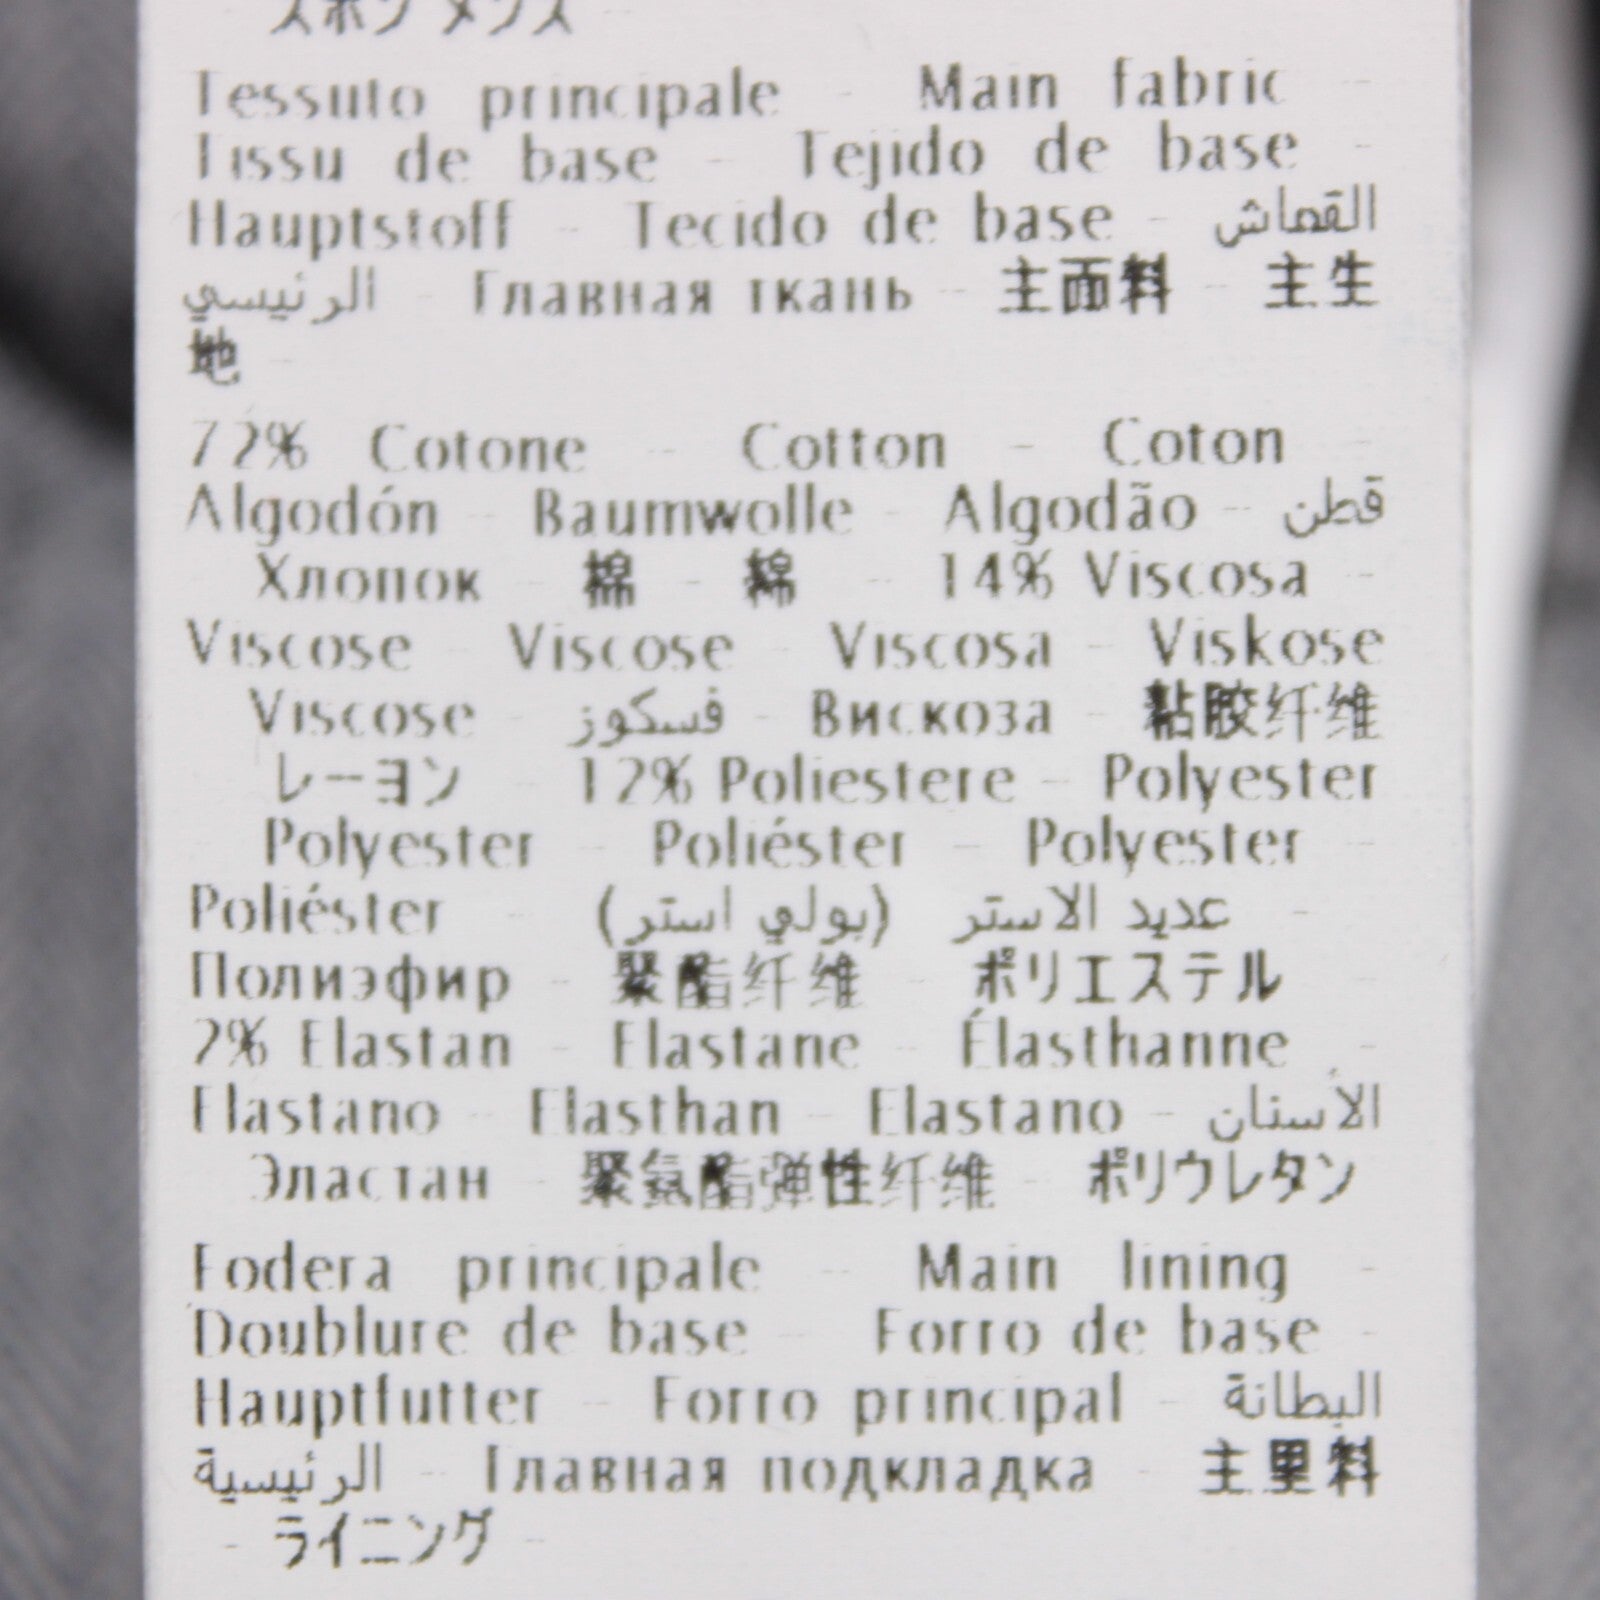 ズボン メンズ
Tessuto principale - Main fabric -
Tissu de base - Tejido de base -
Hauptstoff - Tecido de base - القماش
الرئيسي - Главная ткань - 主面料 - 主生
地 -
72% Cotone - Cotton - Coton -
Algodón - Baumwolle - Algodão - قطن
- Хлопок - 棉 - 綿 - 14% Viscosa -
Viscose - Viscose - Viscosa - Viskose
- Viscose - فسكوز - Вискоза - 粘胶纤维
- レーヨン - 12% Poliestere - Polyester
- Polyester - Poliéster - Polyester -
Poliéster - عديد الاستر (بولي استر) -
Полиэфир - 聚酯纤维 - ポリエステル -
2% Elastan - Elastane - Élasthanne -
Elastano - Elasthan - Elastano - الأسنان
- Эластан - 聚氨酯弹性纤维 - ポリウレタン
Fodera principale - Main lining -
Doublure de base - Forro de base -
Hauptfutter - Forro principal - البطانة
الرئيسية - Главная подкладка - 主里料
- ライニング -